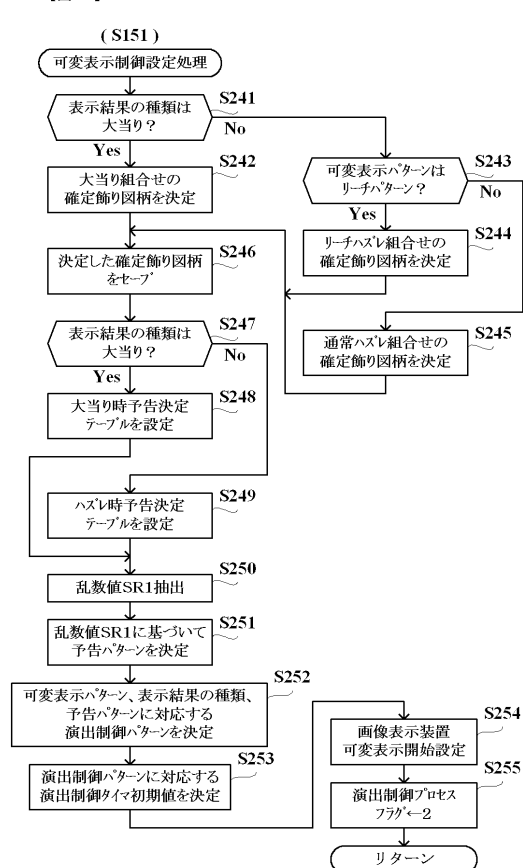 (S151)
可変表示制御設定処理
S241
表示結果の種類は
大当り？
No
Yes
S242
大当り組合せの
確定飾り図柄を決定
S243
可変表示パターンは
リーチパターン？
No
Yes
S244
リーチハズレ組合せの
確定飾り図柄を決定
S245
通常ハズレ組合せの
確定飾り図柄を決定
S246
決定した確定飾り図柄
をセーブ
S247
表示結果の種類は
大当り？
No
Yes
S248
大当り時予告決定
テーブルを設定
S249
ハズレ時予告決定
テーブルを設定
S250
乱数値SR1抽出
S251
乱数値SR1に基づいて
予告パターンを決定
S252
可変表示パターン、表示結果の種類、
予告パターンに対応する
演出制御パターンを決定
S253
演出制御パターンに対応する
演出制御タイマ初期値を決定
S254
画像表示装置
可変表示開始設定
S255
演出制御プロセス
フラグ←2
リターン